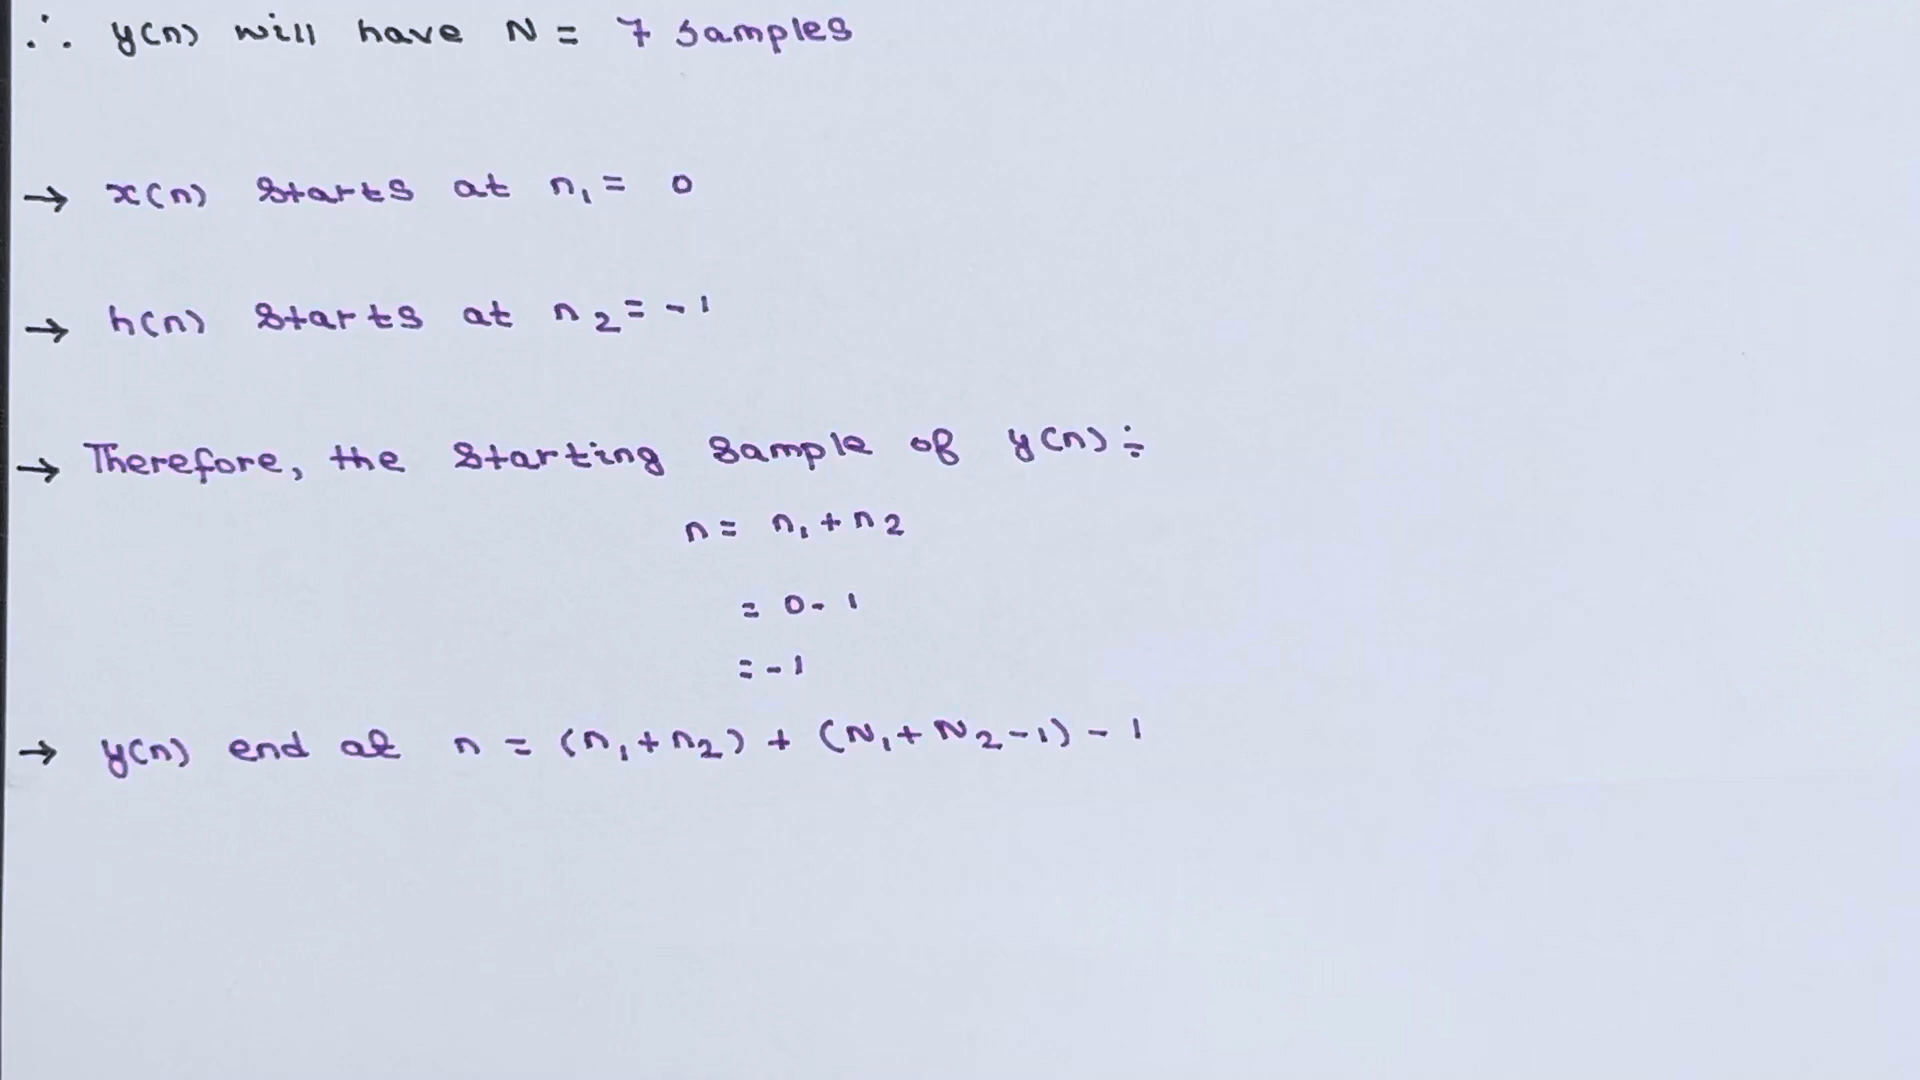 ∴ y(n) will have N = 7 samples
→ x(n) starts at n₁ = 0
→ h(n) starts at n₂ = -1
→ Therefore, the starting sample of y(n) ÷
n = n₁ + n₂
= 0 - 1
= -1
→ y(n) end at n = (n₁ + n₂) + (N₁ + N₂ - 1) - 1